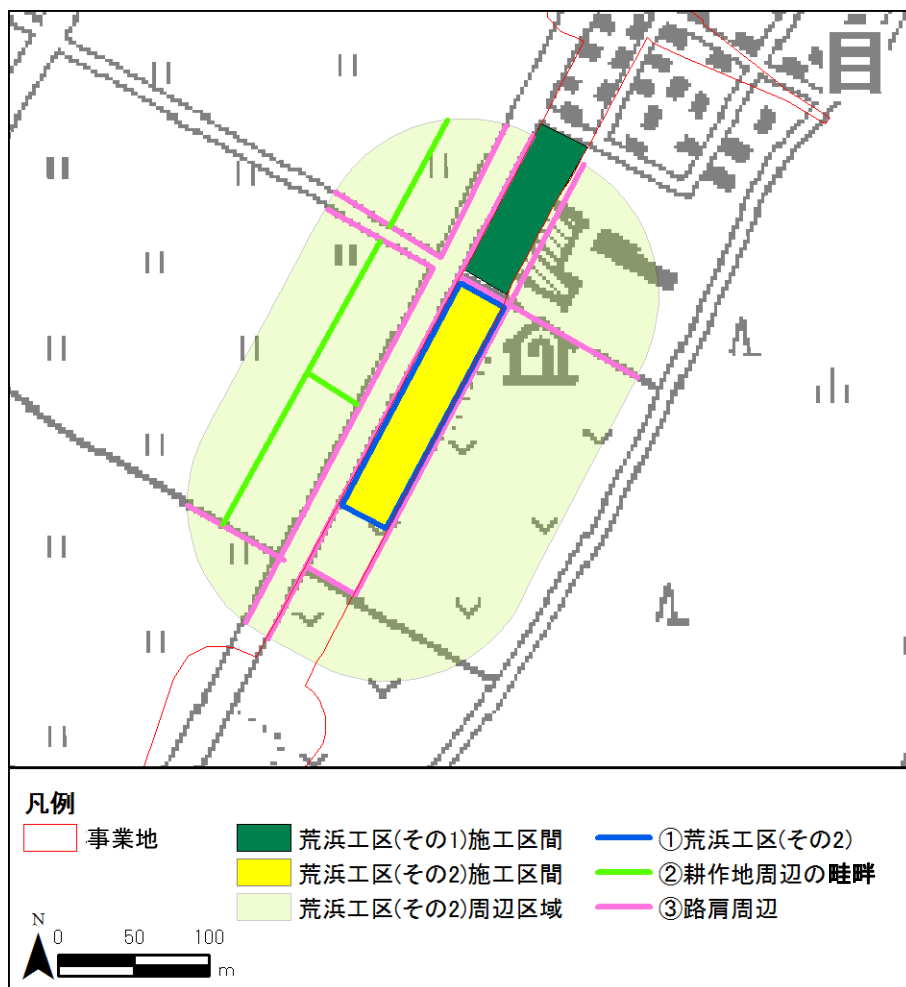 目
凡例
事業地
荒浜工区(その1)施工区間
荒浜工区(その2)施工区間
荒浜工区(その2)周辺区域
①荒浜工区(その2)
②耕作地周辺の畦畔
③路肩周辺
N
0 50 100
m